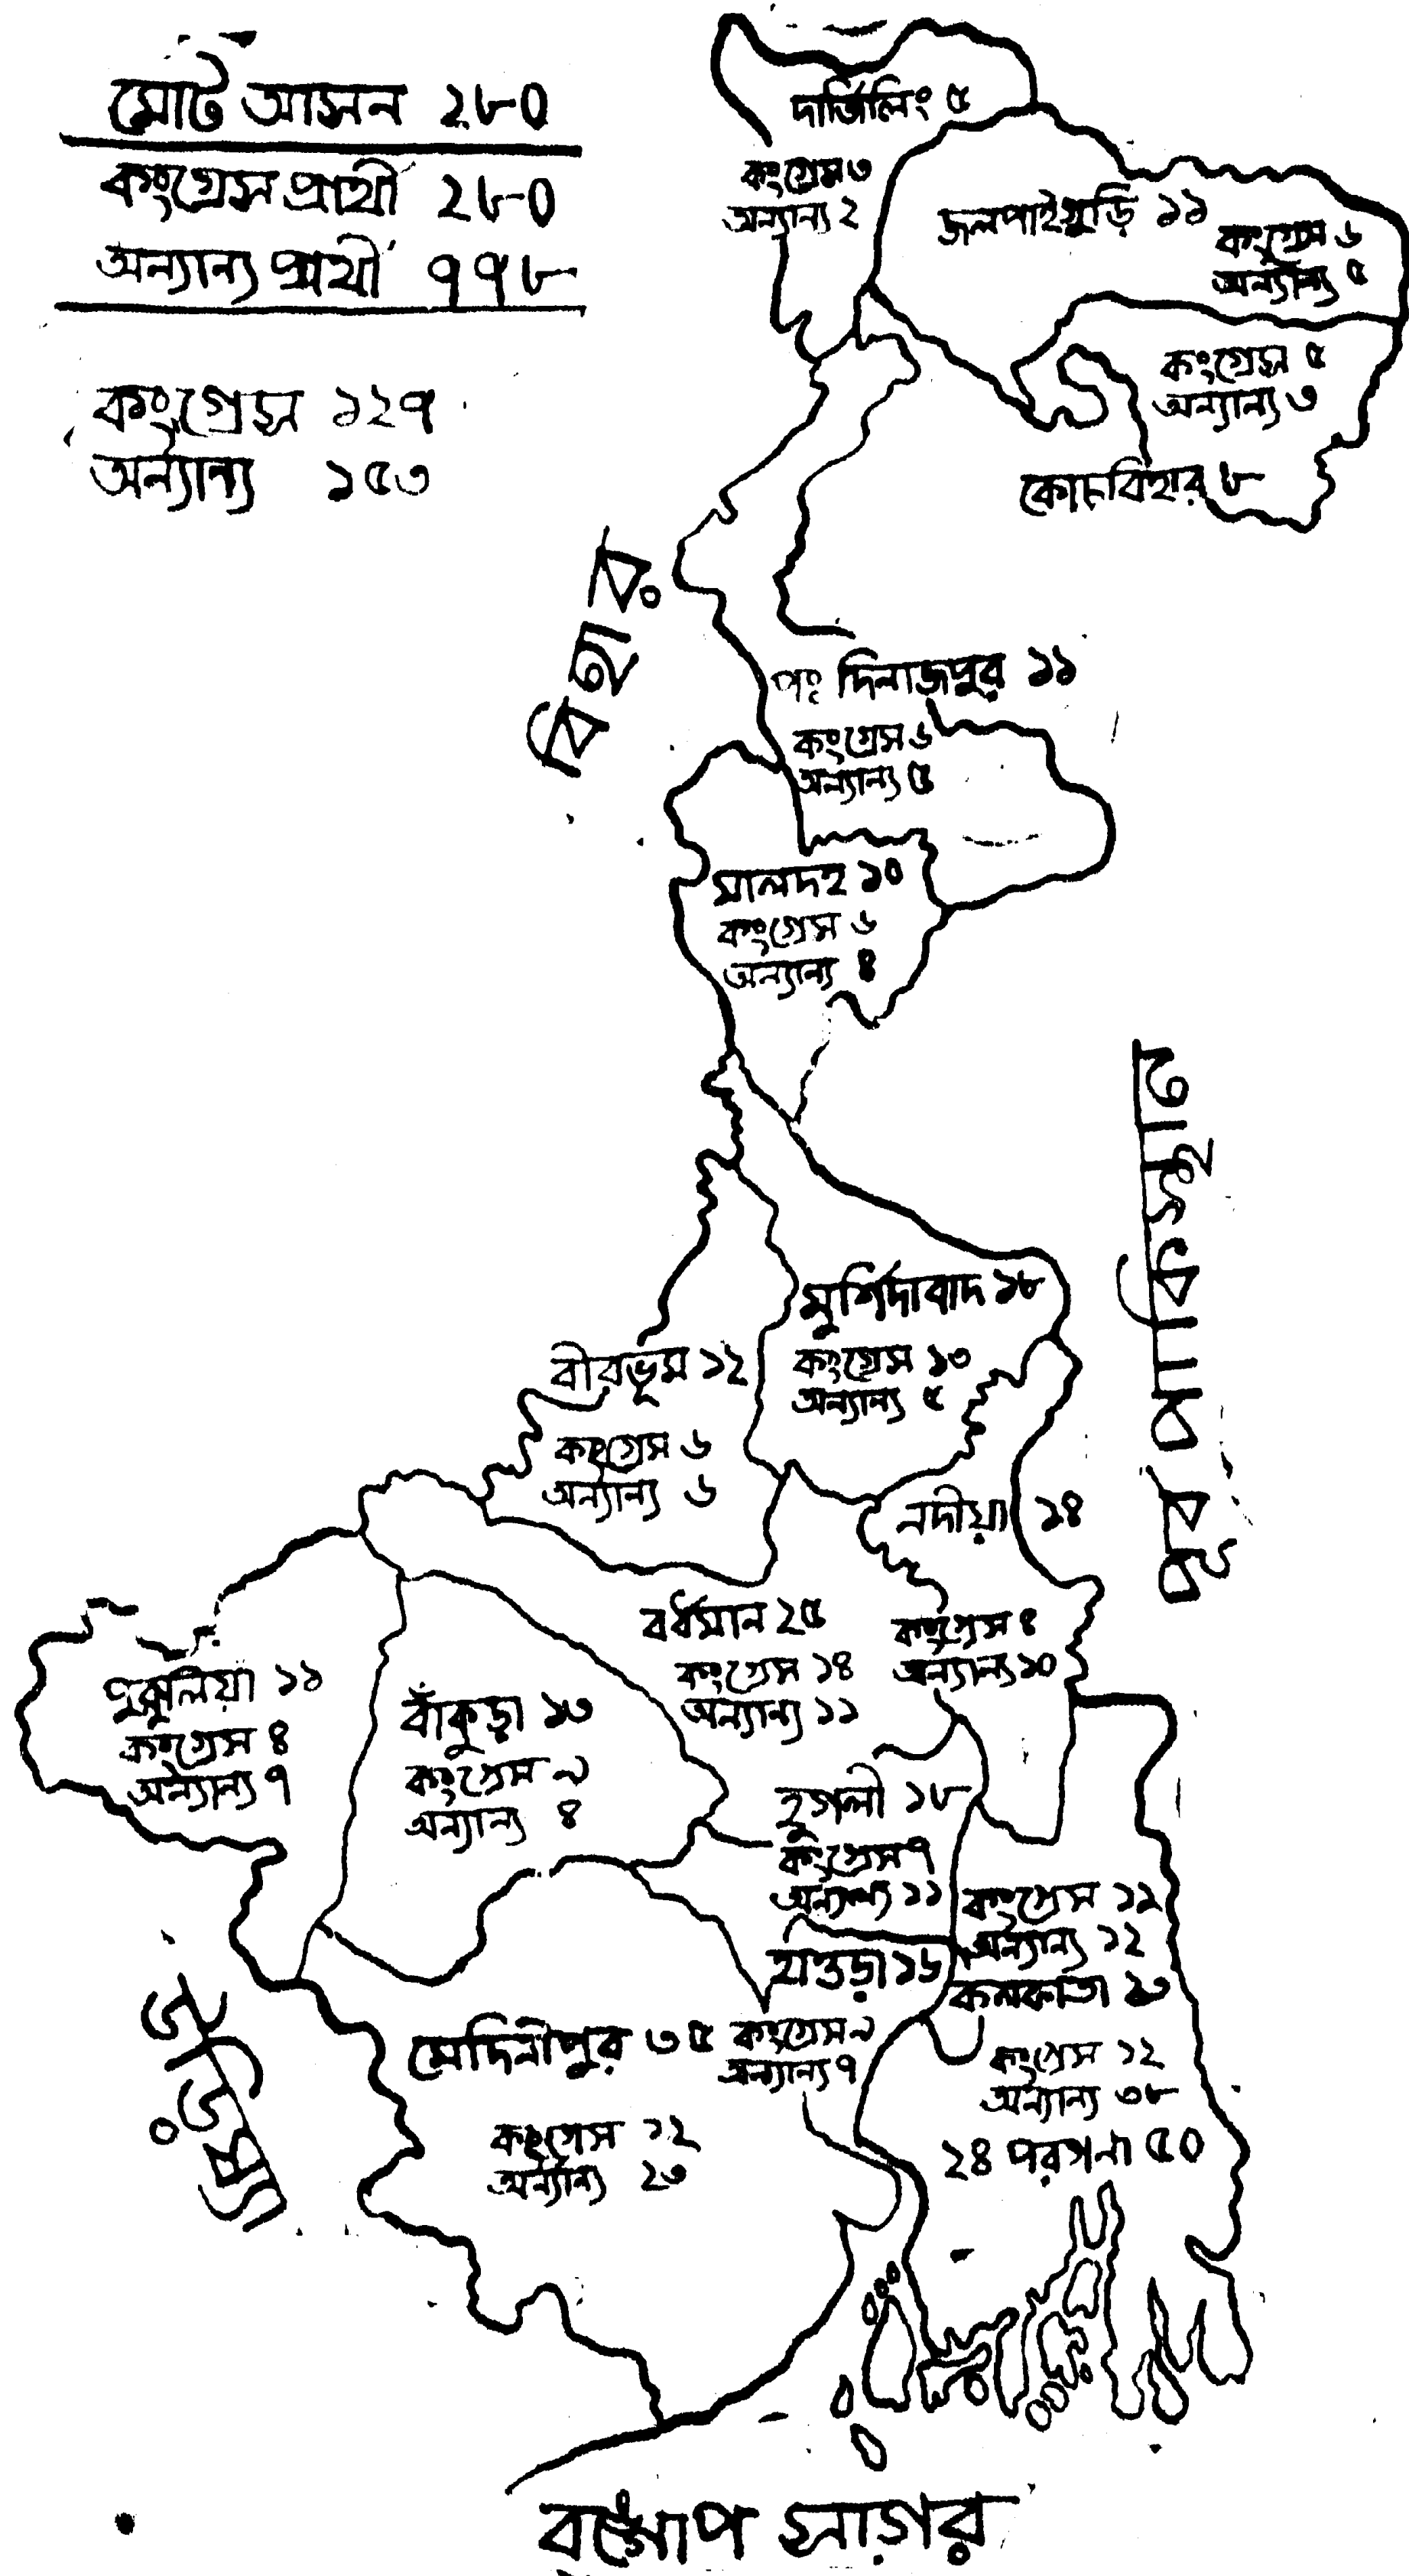 মোট আসন ২৮০
কংগ্রেস প্রার্থী ২৮০
অন্যান্য প্রার্থী ৭৭৮
কংগ্রেস ১২৭
অন্যান্য ১৫৩
দার্জিলিং ৫
কংগ্রেস ৩
অন্যান্য ২
জলপাইগুড়ি ১১
কংগ্রেস ৬
অন্যান্য ৫
কংগ্রেস ৫
অন্যান্য ৩
কোচবিহার ৮
বিহার
পঃ দিনাজপুর ১১
কংগ্রেস ৬
অন্যান্য ৫
মালদহ ১০
কংগ্রেস ৬
অন্যান্য ৪
পূর্ব পাকিস্তান
মুর্শিদাবাদ ১৮
কংগ্রেস ১৩
অন্যান্য ৫
বীরভূম ১২
কংগ্রেস ৬
অন্যান্য ৬
নদীয়া ১৪
কংগ্রেস ৪
অন্যান্য ১০
বর্ধমান ২৫
কংগ্রেস ১৪
অন্যান্য ১১
পুরুলিয়া ১১
কংগ্রেস ৪
অন্যান্য ৭
বাঁকুড়া ১৩
কংগ্রেস ৯
অন্যান্য ৪
হুগলী ১৮
কংগ্রেস ৭
অন্যান্য ১১
কংগ্রেস ১১
অন্যান্য ১২
কলকাতা ২৩
হাওড়া ১৬
কংগ্রেস ৯
অন্যান্য ৭
মেদিনীপুর ৩৫
কংগ্রেস ১২
অন্যান্য ২৩
কংগ্রেস ১২
অন্যান্য ৩৮
২৪ পরগনা ৫০
উড়িষ্যা
বঙ্গোপ সাগর